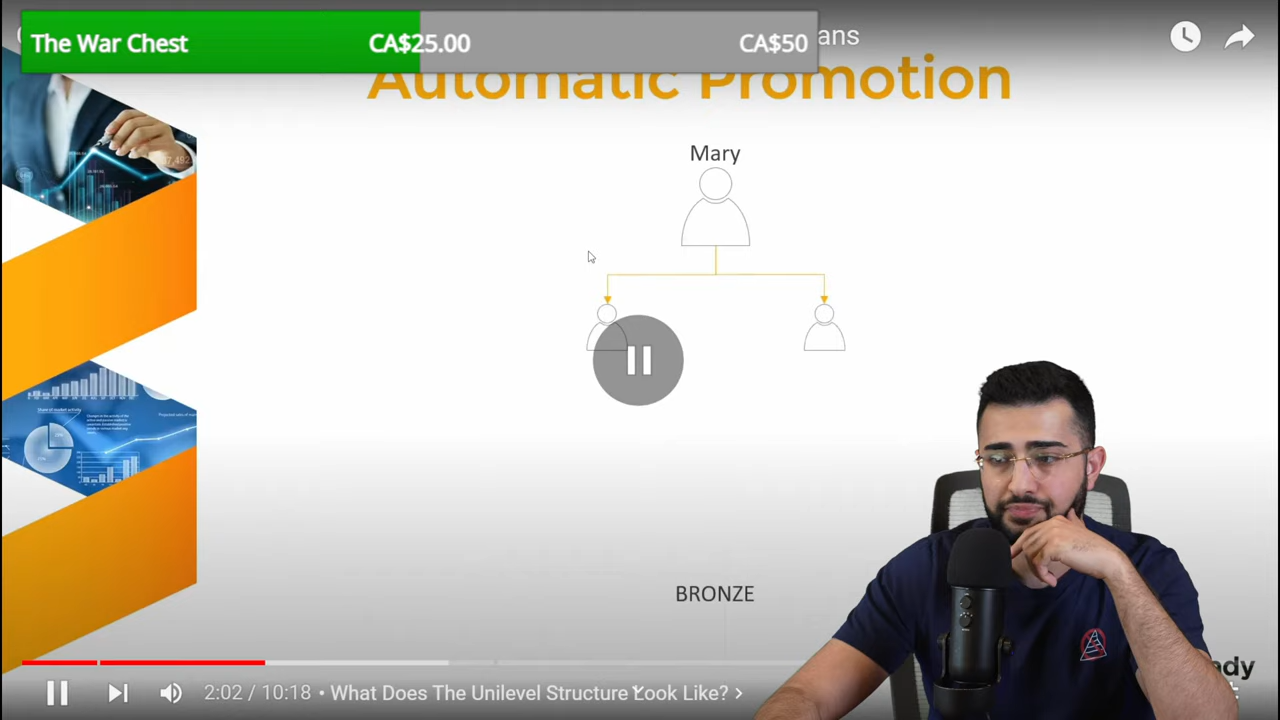 The War Chest CA$25.00 CA$50
ans
Automatic Promotion
Mary
BRONZE
2:02 / 10:18 • What Does The Unilevel Structure Look Like? >
ady